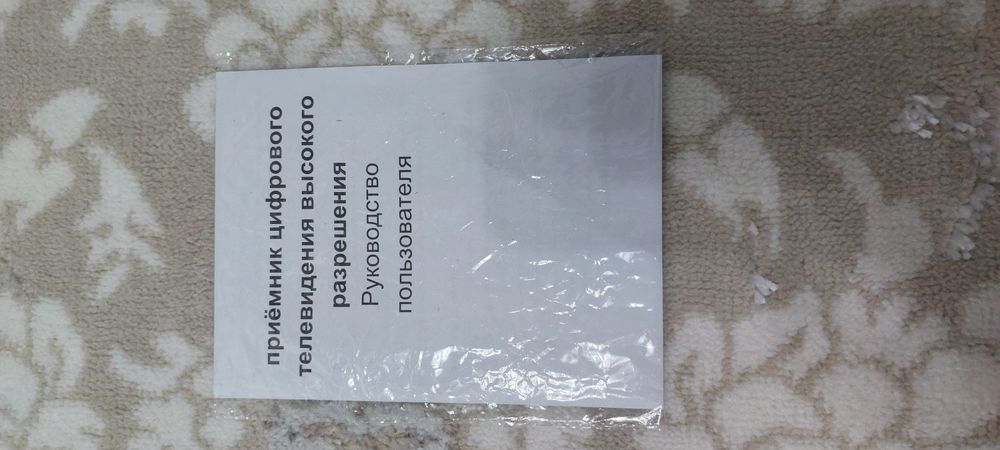 приёмник цифрового
телевидения высокого
разрешения
Руководство
пользователя